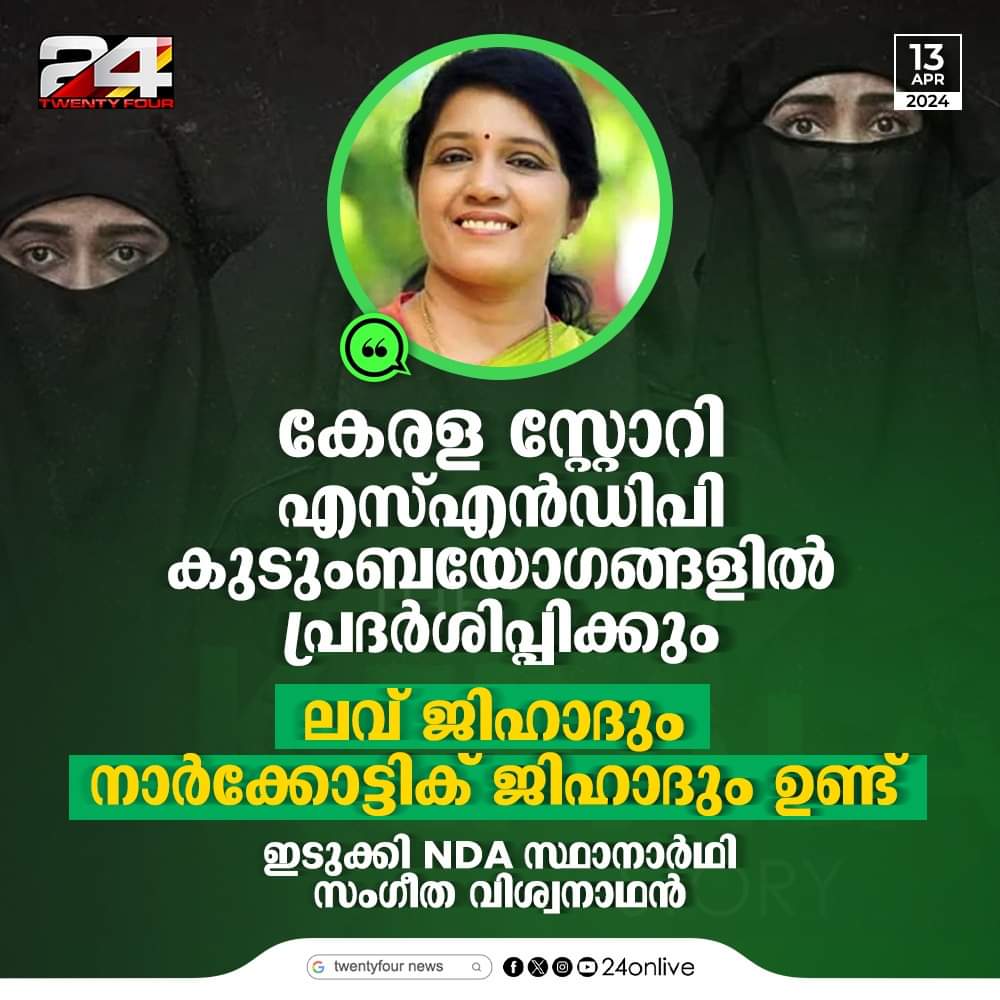 24
TWENTY FOUR
13
APR
2024
കേരള സ്റ്റോറി
എസ്എൻഡിപി
കുടുംബയോഗങ്ങളിൽ
പ്രദർശിപ്പിക്കും
ലവ് ജിഹാദും
നാർക്കോട്ടിക് ജിഹാദും ഉണ്ട്
ഇടുക്കി NDA സ്ഥാനാർഥി
സംഗീത വിശ്വനാഥൻ
STORY
twentyfour news
24onlive